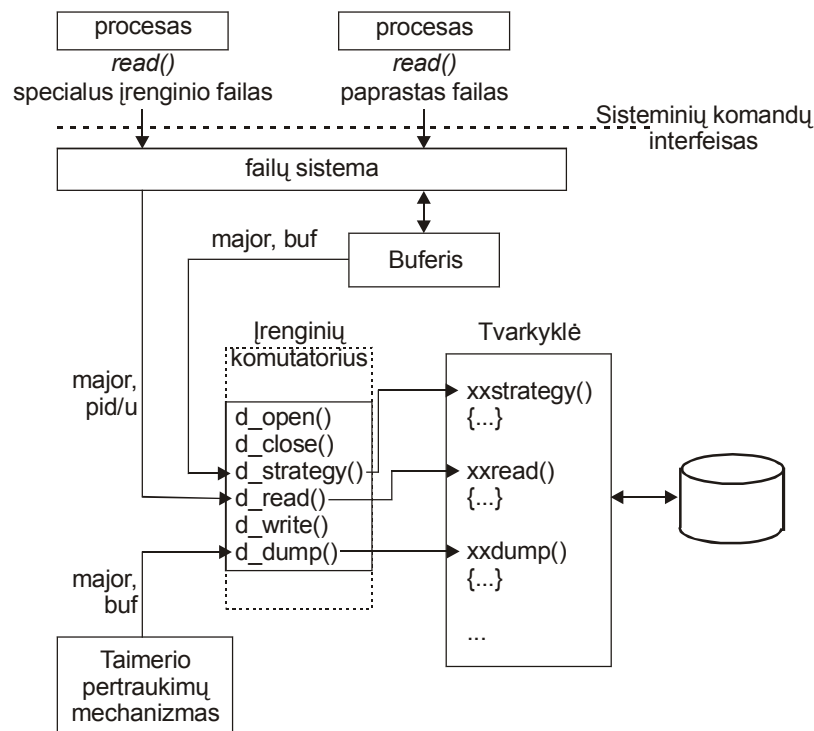 procesas
read()
specialus įrenginio failas
procesas
read()
paprastas failas
Sisteminių komandų
interfeisas
failų sistema
major, buf
Buferis
major,
pid/u
Įrenginių
komutatorius
d_open()
d_close()
d_strategy()
d_read()
d_write()
d_dump()
Tvarkyklė
xxstrategy()
{...}
xxread()
{...}
xxdump()
{...}
...
major,
buf
Taimerio
pertraukimų
mechanizmas